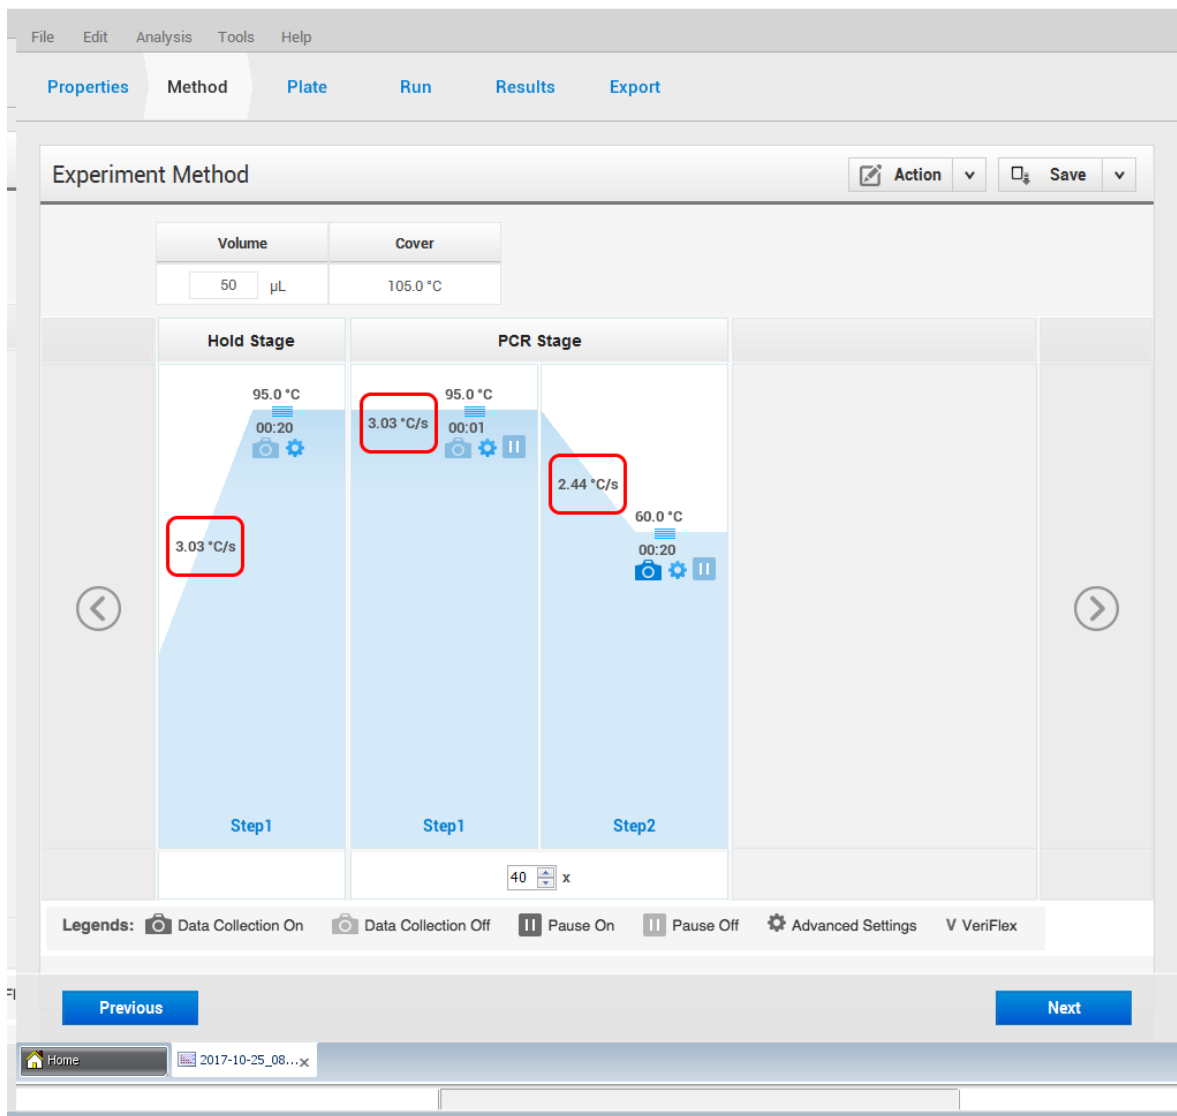 File Edit Analysis Tools Help
Properties Method Plate Run Results Export
Experiment Method Action Save
Volume Cover
50 µL 105.0 °C
Hold Stage PCR Stage
95.0 °C 95.0 °C
3.03 °C/s
00:20 00:01
2.44 °C/s
60.0 °C
3.03 °C/s
00:20
Step1 Step1 Step2
40 x
Legends: Data Collection On Data Collection Off Pause On Pause Off Advanced Settings V VeriFlex
Previous Next
Home 2017-10-25_08... x